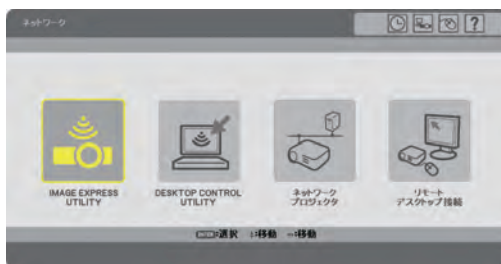 ネットワーク
IMAGE EXPRESS
UTILITY
DESKTOP CONTROL
UTILITY
ネットワーク
プロジェクタ
リモート
デスクトップ接続
:選択 :移動 :移動